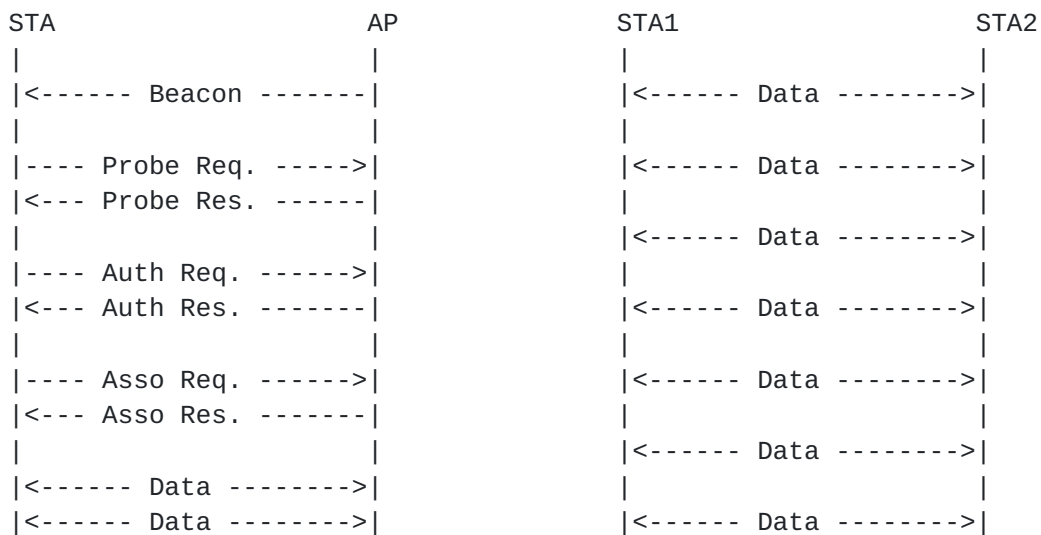 STA                    AP              STA1                   STA2
|                      |               |                      |
|<------ Beacon -------|               |<------ Data -------->|
|                      |               |                      |
|---- Probe Req. ----->|               |<------ Data -------->|
|<--- Probe Res. ------|               |                      |
|                      |               |<------ Data -------->|
|---- Auth Req. ------>|               |                      |
|<--- Auth Res. -------|               |<------ Data -------->|
|                      |               |                      |
|---- Asso Req. ------>|               |<------ Data -------->|
|<--- Asso Res. -------|               |                      |
|                      |               |<------ Data -------->|
|<------ Data -------->|               |                      |
|<------ Data -------->|               |<------ Data -------->|